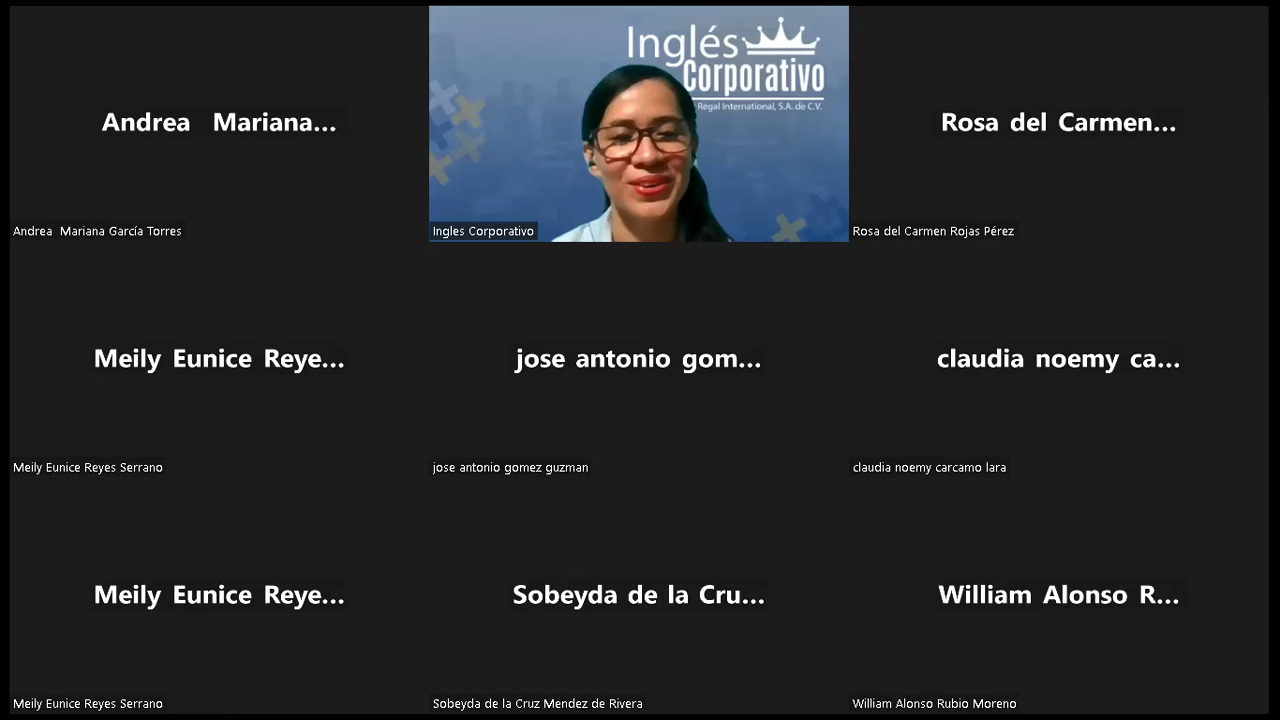 Andrea Mariana...
Andrea Mariana García Torres
Inglés
Corporativo
Regal International, S.A. de C.V.
Ingles Corporativo
Rosa del Carmen...
Rosa del Carmen Rojas Pérez
Meily Eunice Reye...
Meily Eunice Reyes Serrano
jose antonio gom...
jose antonio gomez guzman
claudia noemy ca...
claudia noemy carcamo lara
Meily Eunice Reye...
Meily Eunice Reyes Serrano
Sobeyda de la Cru...
Sobeyda de la Cruz Mendez de Rivera
William Alonso R...
William Alonso Rubio Moreno